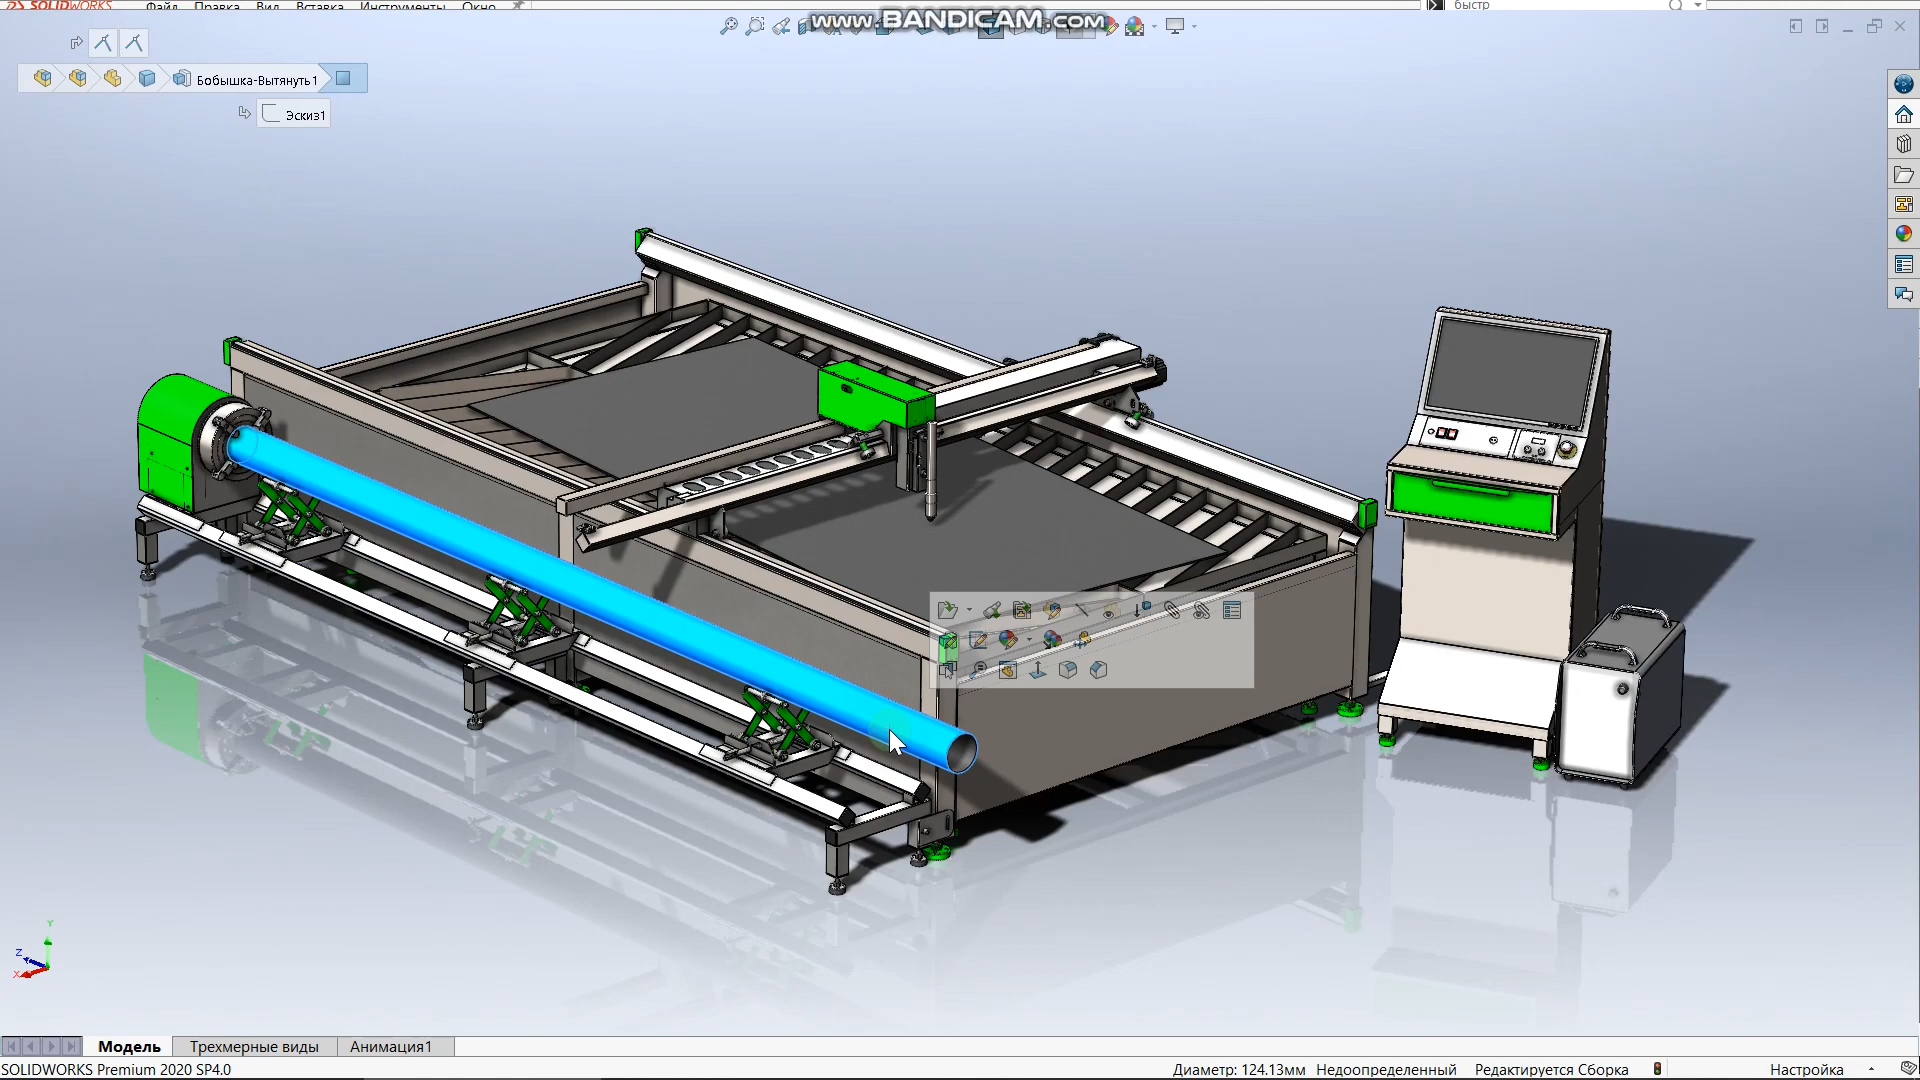 SOLIDWORKS Файл Правка Вид Вставка Инструменты Окно
быстр
www.BANDICAM.com
Бобышка-Вытянуть1
Эскиз1
Y
Z
X
Модель Трехмерные виды Анимация1
SOLIDWORKS Premium 2020 SP4.0 Диаметр: 124.13мм Недоопределенный Редактируется Сборка Настройка